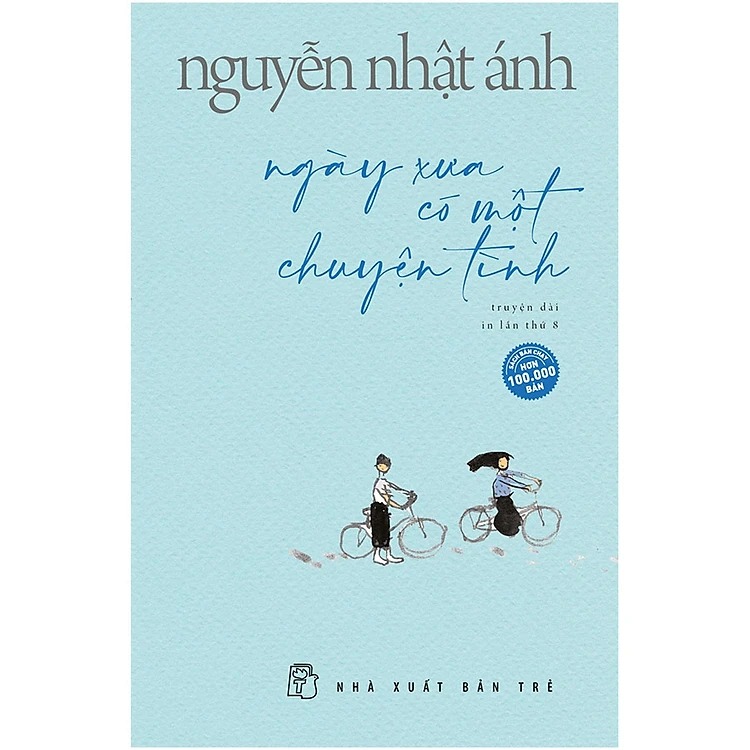 nguyễn nhật ánh
ngày xưa
có một
chuyện tình
truyện dài
in lần thứ 8
SÁCH BÁN CHẠY
HƠN
100.000
BẢN
NHÀ XUẤT BẢN TRẺ